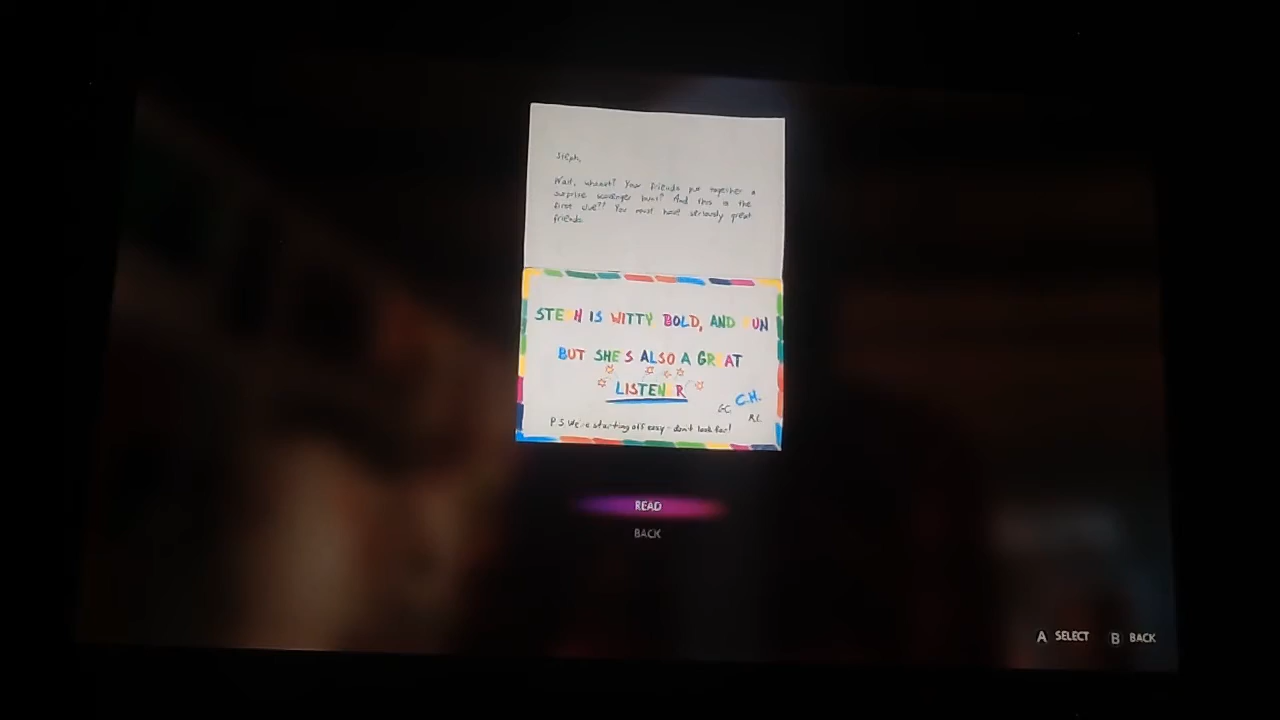 Steph,
Wait, whaaat? Your friends put together a
surprise scavenger hunt? And this is the
first clue?! You must have seriously great
friends.
STEPH IS WITTY BOLD, AND FUN
BUT SHE'S ALSO A GREAT
LISTENER
C.H.
P.S. We're starting off easy - don't look far!
READ
BACK
A SELECT B BACK